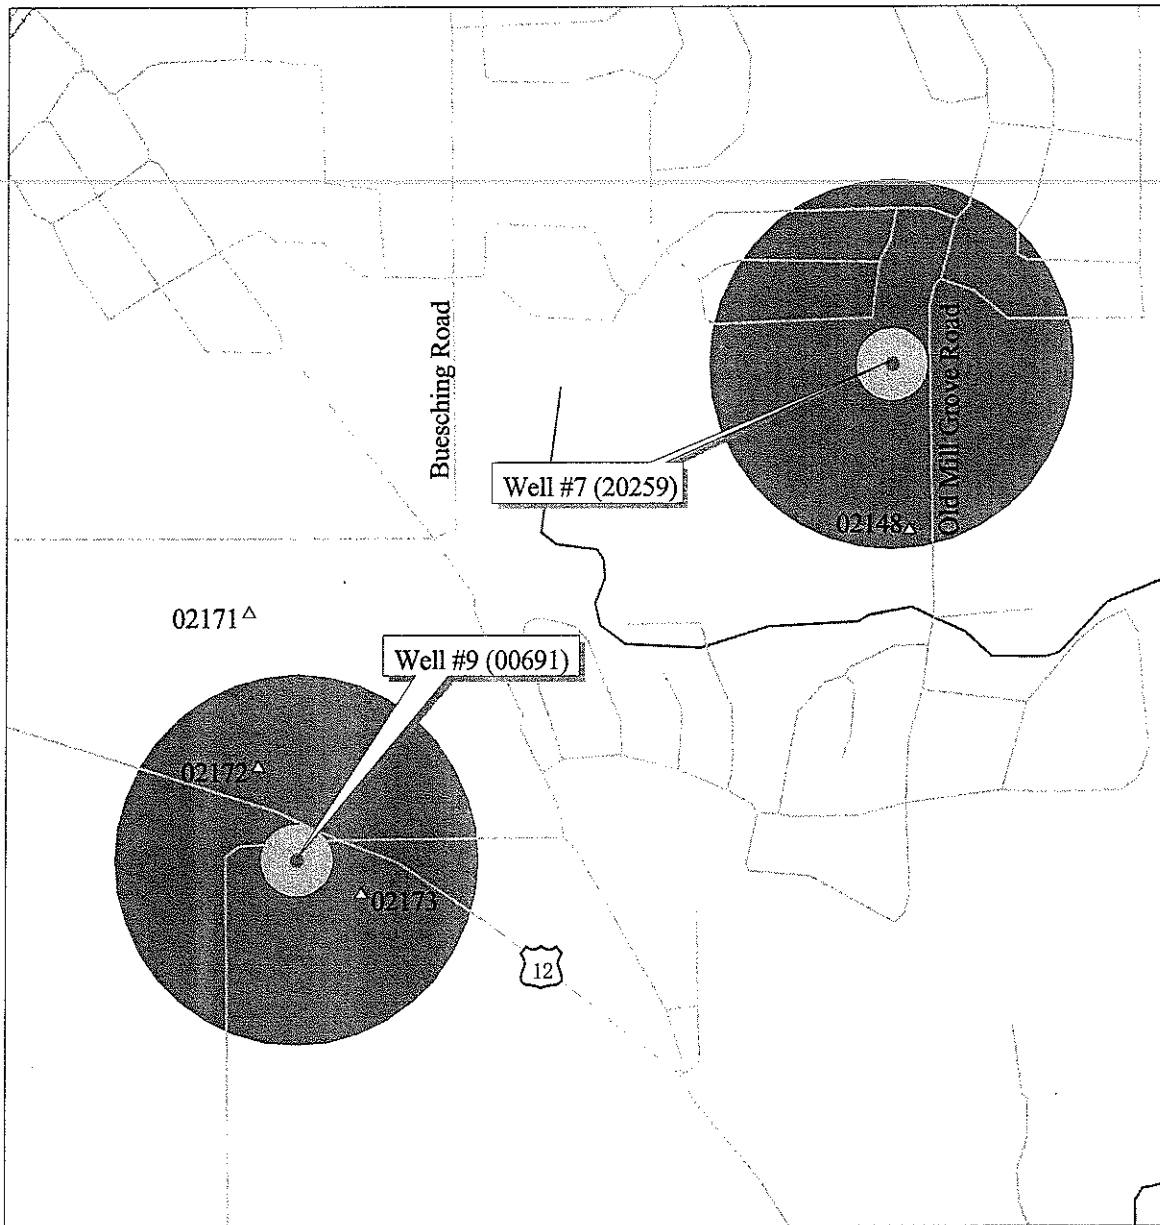 Buesching Road
Old Mill Grove Road
Well #7 (20259)
02148
02171
Well #9 (00691)
02172
02173
12